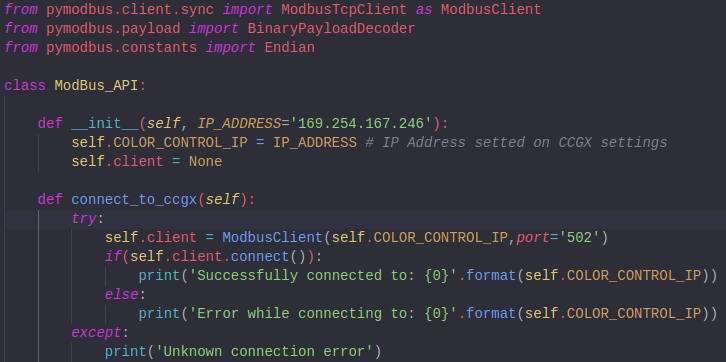 from pymodbus.client.sync import ModbusTcpClient as ModbusClient
from pymodbus.payload import BinaryPayloadDecoder
from pymodbus.constants import Endian

class ModBus_API:

    def __init__(self, IP_ADDRESS='169.254.167.246'):
        self.COLOR_CONTROL_IP = IP_ADDRESS # IP Address setted on CCGX settings
        self.client = None

    def connect_to_ccgx(self):
        try:
            self.client = ModbusClient(self.COLOR_CONTROL_IP,port='502')
            if(self.client.connect()):
                print('Successfully connected to: {0}'.format(self.COLOR_CONTROL_IP))
            else:
                print('Error while connecting to: {0}'.format(self.COLOR_CONTROL_IP))
        except:
            print('Unknown connection error')